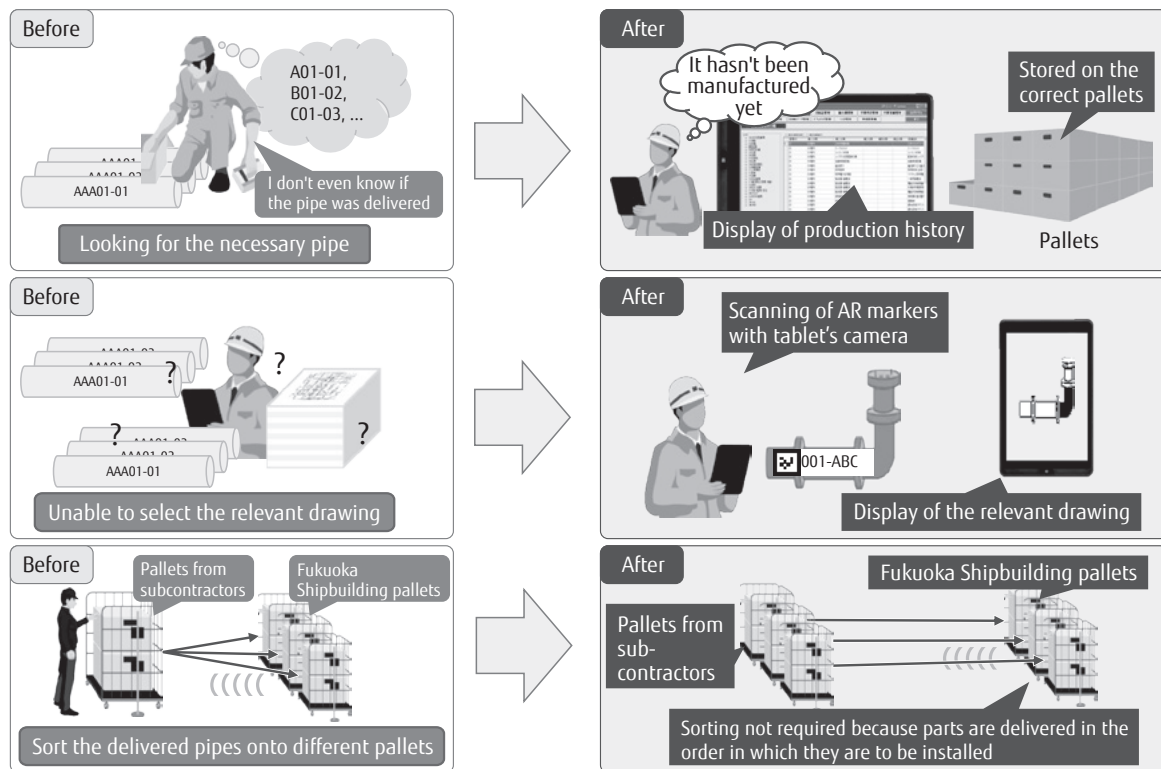 Before
A01-01,
B01-02,
C01-03, ...
AAA01-01
I don't even know if
the pipe was delivered
Looking for the necessary pipe
After
It hasn't been
manufactured
yet
Stored on the
correct pallets
Display of production history
Pallets
Before
?
?
AAA01-01
?
?
AAA01-01
Unable to select the relevant drawing
After
Scanning of AR markers
with tablet's camera
001-ABC
Display of the relevant drawing
Before
Pallets from
subcontractors
Fukuoka
Shipbuilding pallets
Sort the delivered pipes onto different pallets
After
Fukuoka Shipbuilding pallets
Pallets from
sub-
contractors
Sorting not required because parts are delivered in the
order in which they are to be installed